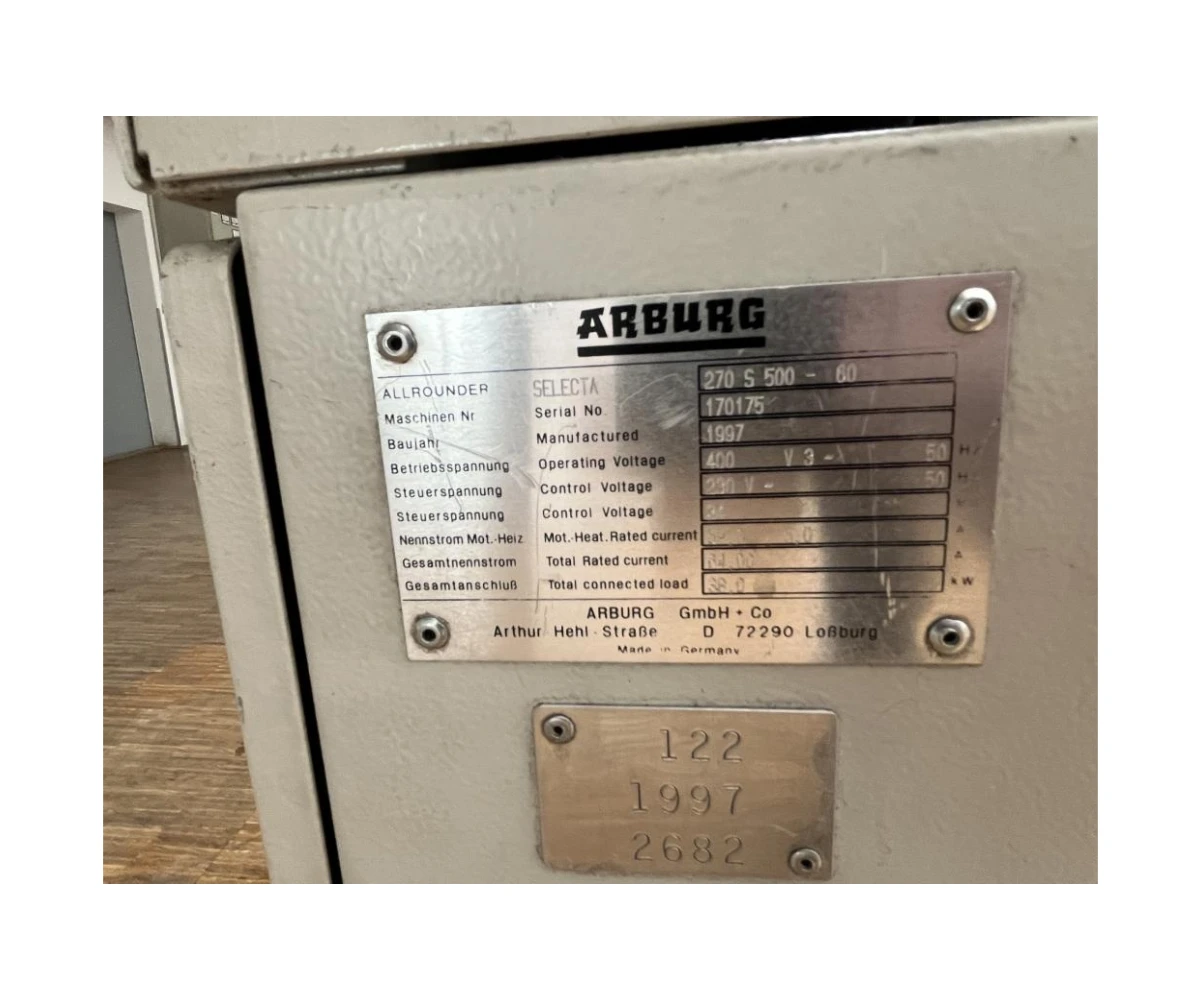 ARBURG
ALLROUNDER SELECTA 270 S 500 - 60
Maschinen Nr Serial No. 170175
Baujahr Manufactured 1997
Betriebsspannung Operating Voltage 400 V 3~ 50 Hz
Steuerspannung Control Voltage 230 V ~ 50
Steuerspannung Control Voltage
Nennstrom Mot.-Heiz Mot.-Heat. Rated current A
Gesamtnennstrom Total Rated current A
Gesamtanschluß Total connected load kW
ARBURG GmbH + Co
Arthur Hehl-Straße D 72290 Loßburg
Made in Germany
122
1997
2682